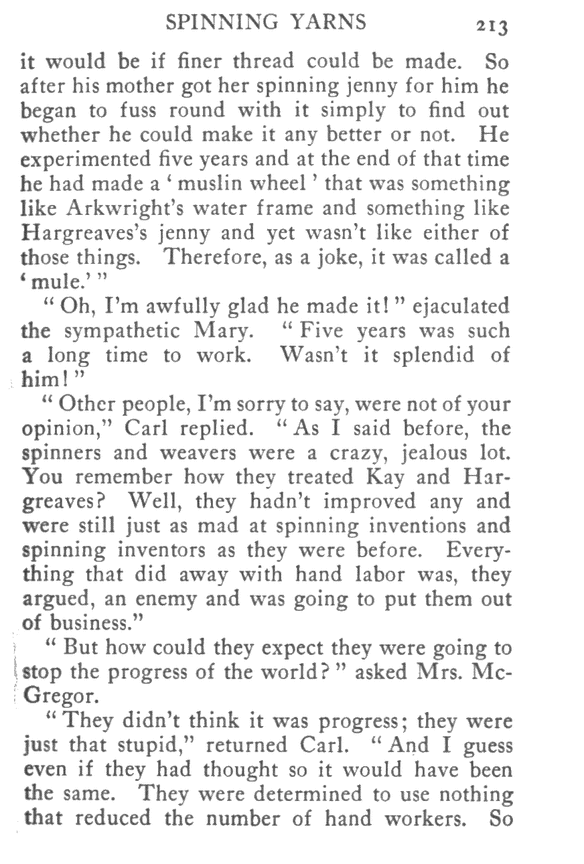 SPINNING YARNS 213
it would be if finer thread could be made. So
after his mother got her spinning jenny for him he
began to fuss round with it simply to find out
whether he could make it any better or not. He
experimented five years and at the end of that time
he had made a ‘ muslin wheel ’ that was something
like Arkwright’s water frame and something like
Hargreaves’s jenny and yet wasn’t like either of
those things. Therefore, as a joke, it was called a
‘ mule.’ ”
“ Oh, I’m awfully glad he made it! ” ejaculated
the sympathetic Mary. “ Five years was such
a long time to work. Wasn’t it splendid of
him! ”
“ Other people, I’m sorry to say, were not of your
opinion,” Carl replied. “ As I said before, the
spinners and weavers were a crazy, jealous lot.
You remember how they treated Kay and Har-
greaves? Well, they hadn’t improved any and
were still just as mad at spinning inventions and
spinning inventors as they were before. Every-
thing that did away with hand labor was, they
argued, an enemy and was going to put them out
of business.”
“ But how could they expect they were going to
stop the progress of the world? ” asked Mrs. Mc-
Gregor.
“ They didn’t think it was progress; they were
just that stupid,” returned Carl. “ And I guess
even if they had thought so it would have been
the same. They were determined to use nothing
that reduced the number of hand workers. So